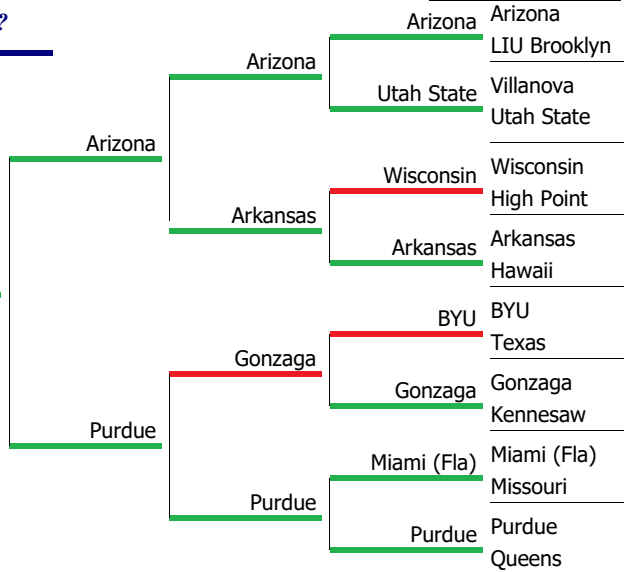 ?
Arizona
LIU Brooklyn
Villanova
Utah State
Wisconsin
High Point
Arkansas
Hawaii
BYU
Texas
Gonzaga
Kennesaw
Miami (Fla)
Missouri
Purdue
Queens
Arizona
Utah State
Wisconsin
Arkansas
BYU
Gonzaga
Miami (Fla)
Purdue
Arizona
Arkansas
Gonzaga
Purdue
Arizona
Purdue